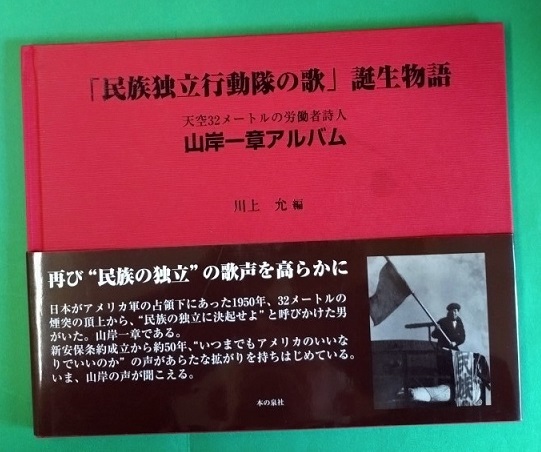 「民族独立行動隊の歌」誕生物語
天空32メートルの労働者詩人
山岸一章アルバム
川上 允 編
再び“民族の独立”の歌声を高らかに
日本がアメリカ軍の占領下にあった1950年、32メートルの
煙突の頂上から、“民族の独立に決起せよ”と呼びかけた男
がいた。山岸一章である。
新安保条約成立から約50年、“いつまでもアメリカのいいな
りでいいのか”の声があらたな拡がりを持ちはじめている。
いま、山岸の声が聞こえる。
本の泉社